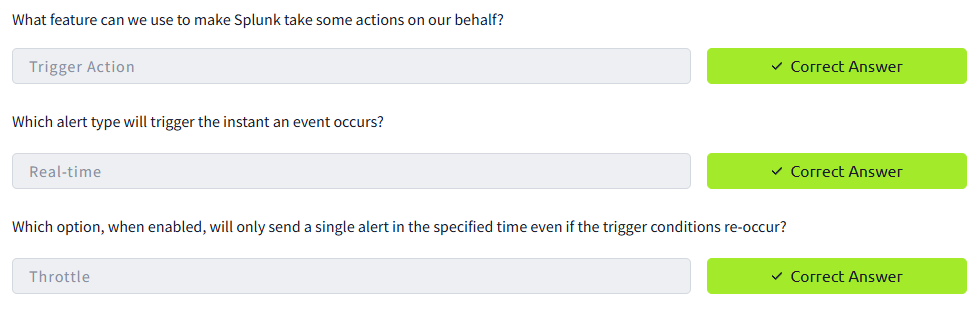 What feature can we use to make Splunk take some actions on our behalf?
Trigger Action
✓ Correct Answer
Which alert type will trigger the instant an event occurs?
Real-time
✓ Correct Answer
Which option, when enabled, will only send a single alert in the specified time even if the trigger conditions re-occur?
Throttle
✓ Correct Answer